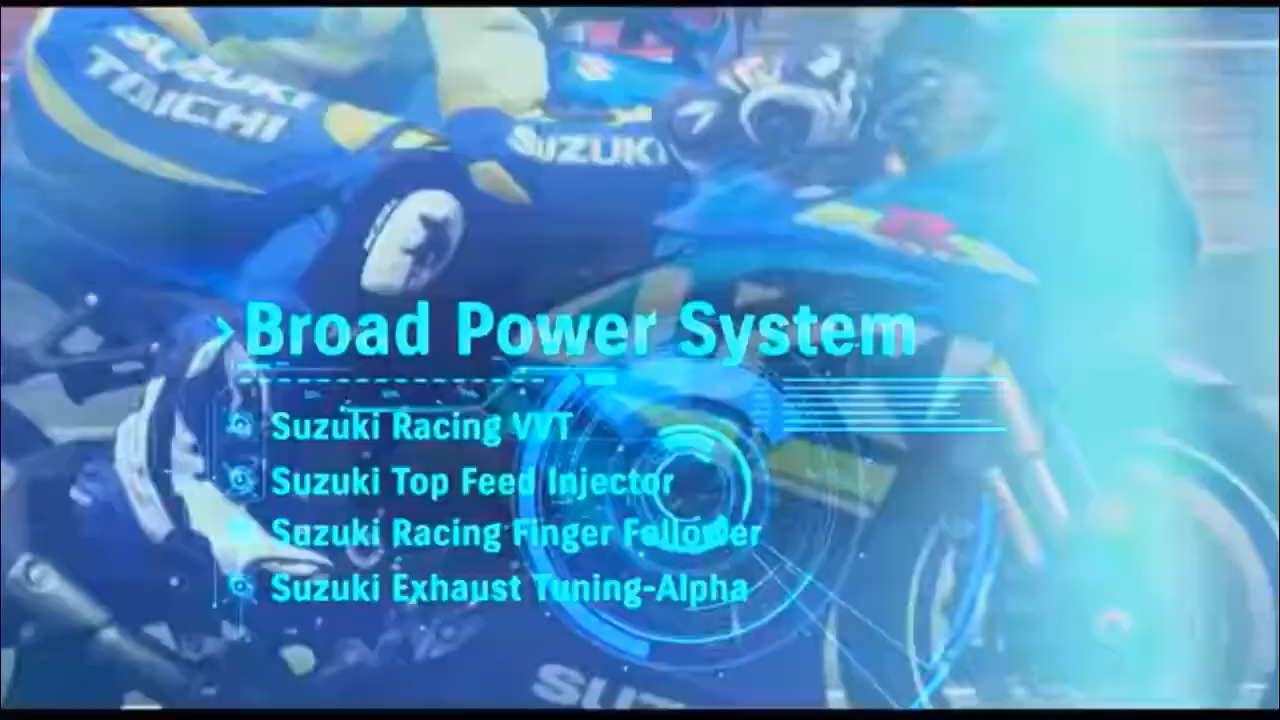 SUZUKI
TAICHI
SUZUKI
Broad Power System
Suzuki Racing VVT
Suzuki Top Feed Injector
Suzuki Racing Finger Follower
Suzuki Exhaust Tuning-Alpha